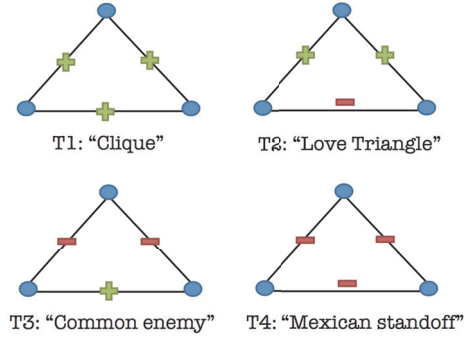 T1: “Clique”
T2: “Love Triangle”
T3: “Common enemy”
T4: “Mexican standoff”